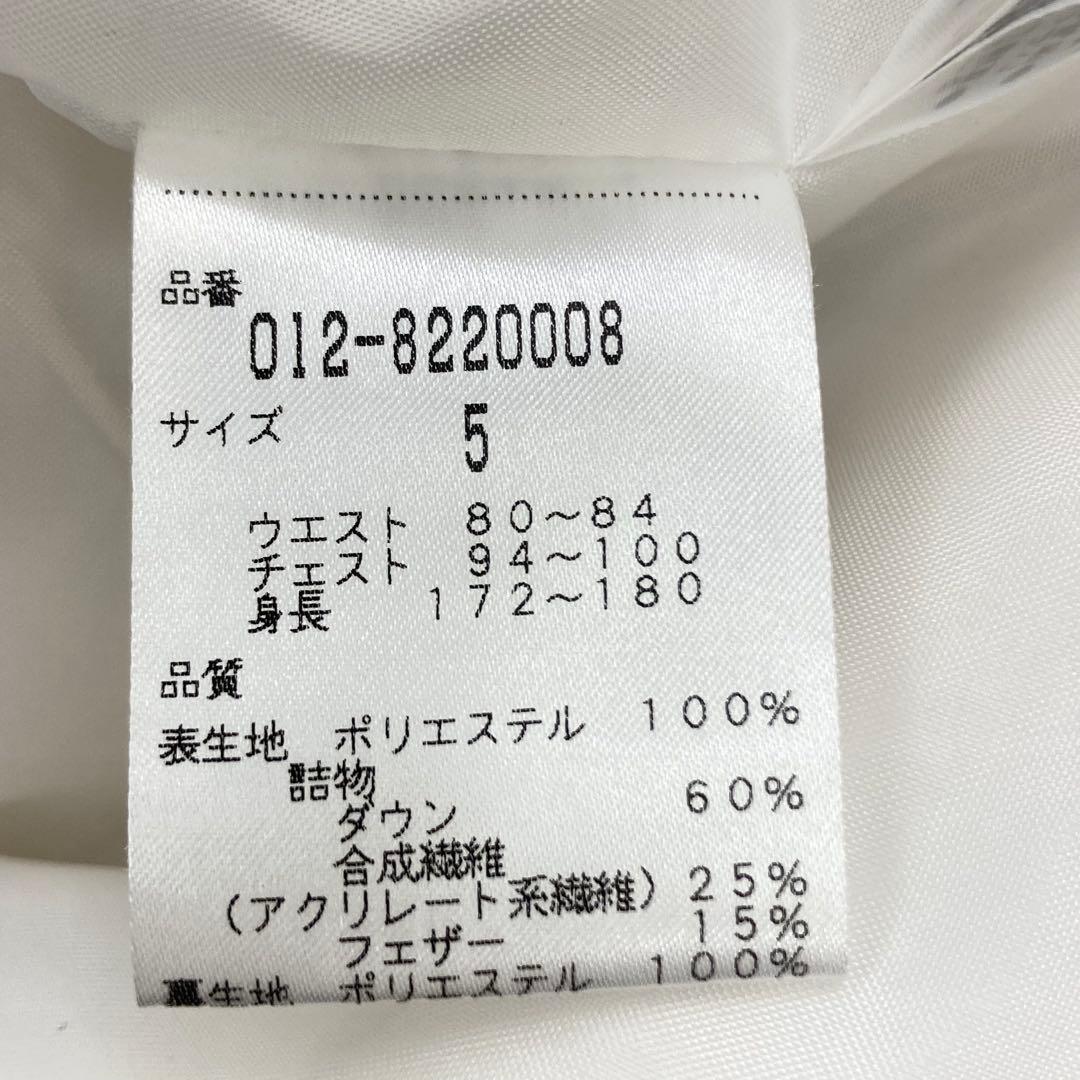 品番
012-8220008
サイズ 5
ウエスト 80～84
チェスト 94～100
身長 172～180
品質
表生地 ポリエステル 100%
詰物
ダウン 60%
合成繊維
(アクリレート系繊維) 25%
フェザー 15%
裏生地 ポリエステル 100%